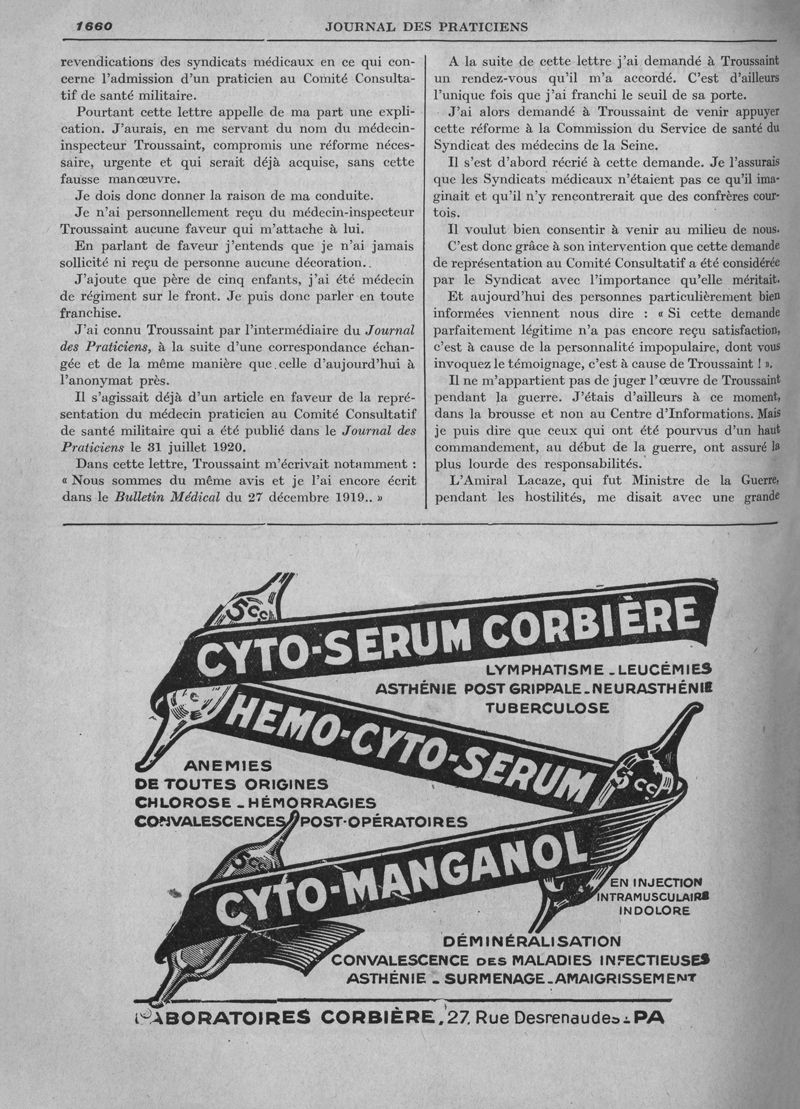 1660
JOURNAL DES PRATICIENS
revendications des syndicats médicaux en ce qui con-
cerne l'admission d'un praticien au Comité Consulta-
tif de santé militaire.
Pourtant cette lettre appelle de ma part une expli-
cation. J'aurais, en me servant du nom du médecin-
inspecteur Troussaint, compromis une réforme néces-
saire, urgente et qui serait déjà acquise, sans cette
fausse manœuvre.
Je dois donc donner la raison de ma conduite.
Je n'ai personnellement reçu du médecin-inspecteur
Troussaint aucune faveur qui m'attache à lui.
En parlant de faveur j'entends que je n'ai jamais
sollicité ni reçu de personne aucune décoration..
J'ajoute que père de cinq enfants, j'ai été médecin
de régiment sur le front. Je puis donc parler en toute
franchise.
J'ai connu Troussaint par l'intermédiaire du Journal
des Praticiens, à la suite d'une correspondance échan-
gée et de la même manière que celle d'aujourd'hui à
l'anonymat près.
Il s'agissait déjà d'un article en faveur de la repré-
sentation du médecin praticien au Comité Consultatif
de santé militaire qui a été publié dans le Journal des
Praticiens le 31 juillet 1920.
Dans cette lettre, Troussaint m'écrivait notamment :
« Nous sommes du même avis et je l'ai encore écrit
dans le Bulletin Médical du 27 décembre 1919.. »
A la suite de cette lettre j'ai demandé à Troussaint
un rendez-vous qu'il m'a accordé. C'est d'ailleurs
l'unique fois que j'ai franchi le seuil de sa porte.
J'ai alors demandé à Troussaint de venir appuyer
cette réforme à la Commission du Service de santé du
Syndicat des médecins de la Seine.
Il s'est d'abord récrié à cette demande. Je l'assurais
que les Syndicats médicaux n'étaient pas ce qu'il ima-
ginait et qu'il n'y rencontrerait que des confrères cour-
tois.
Il voulut bien consentir à venir au milieu de nous.
C'est donc grâce à son intervention que cette demande
de représentation au Comité Consultatif a été considérée
par le Syndicat avec l'importance qu'elle méritait.
Et aujourd'hui des personnes particulièrement bien
informées viennent nous dire : « Si cette demande
parfaitement légitime n'a pas encore reçu satisfaction,
c'est à cause de la personnalité impopulaire, dont vous
invoquez le témoignage, c'est à cause de Troussaint ! ».
Il ne m'appartient pas de juger l'œuvre de Troussaint
pendant la guerre. J'étais d'ailleurs à ce moment,
dans la brousse et non au Centre d'Informations. Mais
je puis dire que ceux qui ont été pourvus d'un haut
commandement, au début de la guerre, ont assuré la
plus lourde des responsabilités.
L'Amiral Lacaze, qui fut Ministre de la Guerre,
pendant les hostilités, me disait avec une grande
5cc.
CYTO-SERUM CORBIÈRE
LYMPHATISME - LEUCÉMIES
ASTHÉNIE POST GRIPPALE - NEURASTHÉNIE
TUBERCULOSE
HEMO-CYTO-SERUM
5cc
ANEMIES
DE TOUTES ORIGINES
CHLOROSE - HÉMORRAGIES
CONVALESCENCES POST-OPÉRATOIRES
5cc.
CYTO-MANGANOL
EN INJECTION
INTRAMUSCULAIRE
INDOLORE
DÉMINÉRALISATION
CONVALESCENCE DES MALADIES INFECTIEUSES
ASTHÉNIE - SURMENAGE - AMAIGRISSEMENT
LABORATOIRES CORBIÈRE, 27, Rue Desrenaudes - PA